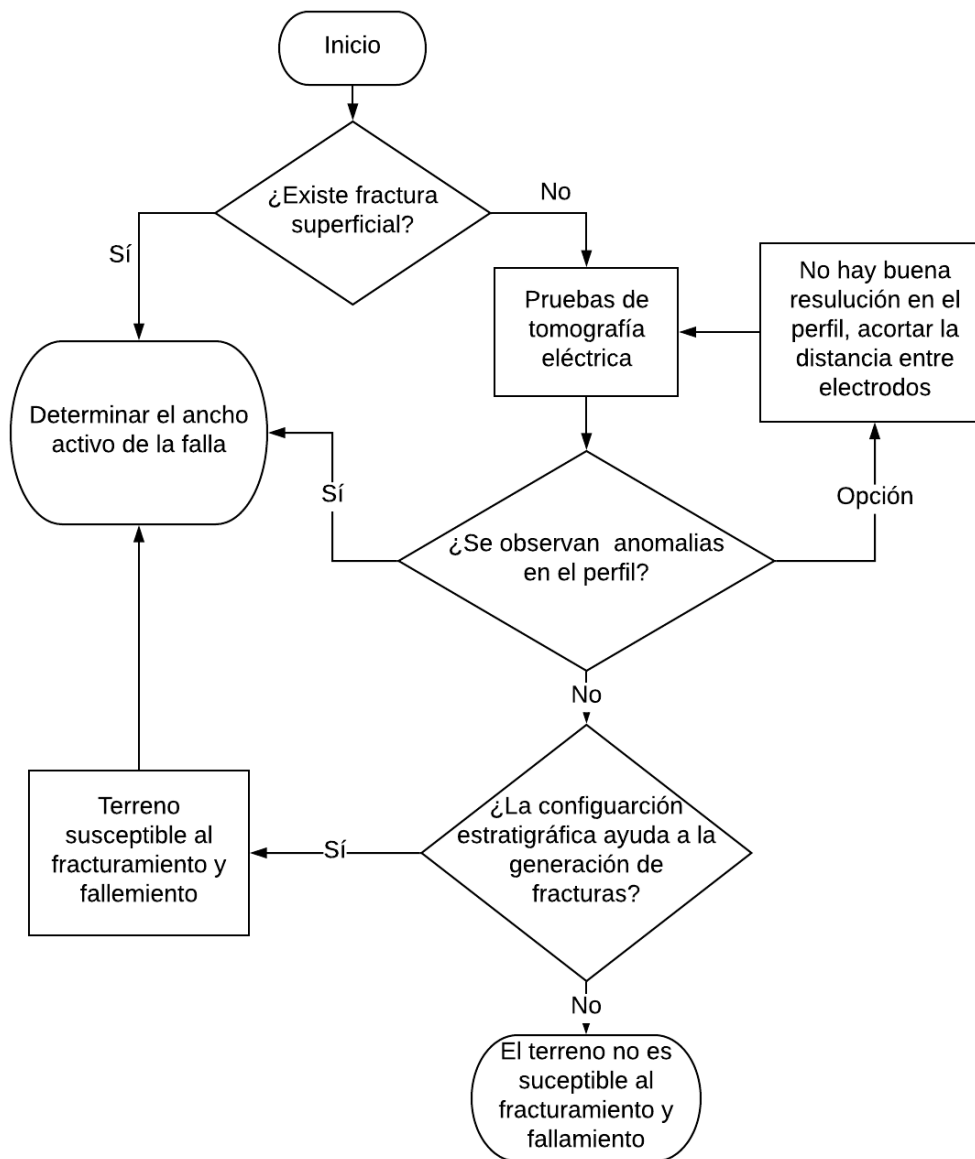 Inicio
¿Existe fractura
superficial?
No
Sí
Pruebas de
tomografía
eléctrica
No hay buena
resulución en el
perfil, acortar la
distancia entre
electrodos
Determinar el ancho
activo de la falla
Sí
Opción
¿Se observan  anomalias
en el perfil?
No
¿La configuarción
estratigráfica ayuda a la
generación de
fracturas?
Sí
Terreno
susceptible al
fracturamiento y
fallemiento
No
El terreno no es
suceptible al
fracturamiento y
fallamiento